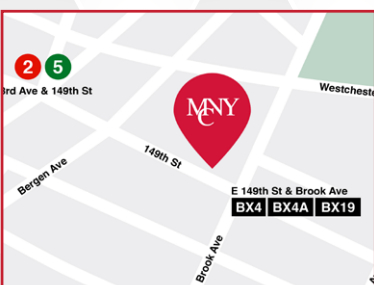 2 5
3rd Ave & 149th St
Westcheste
MCNY
149th St
Bergen Ave
E 149th St & Brook Ave
BX4 BX4A BX19
Brook Ave